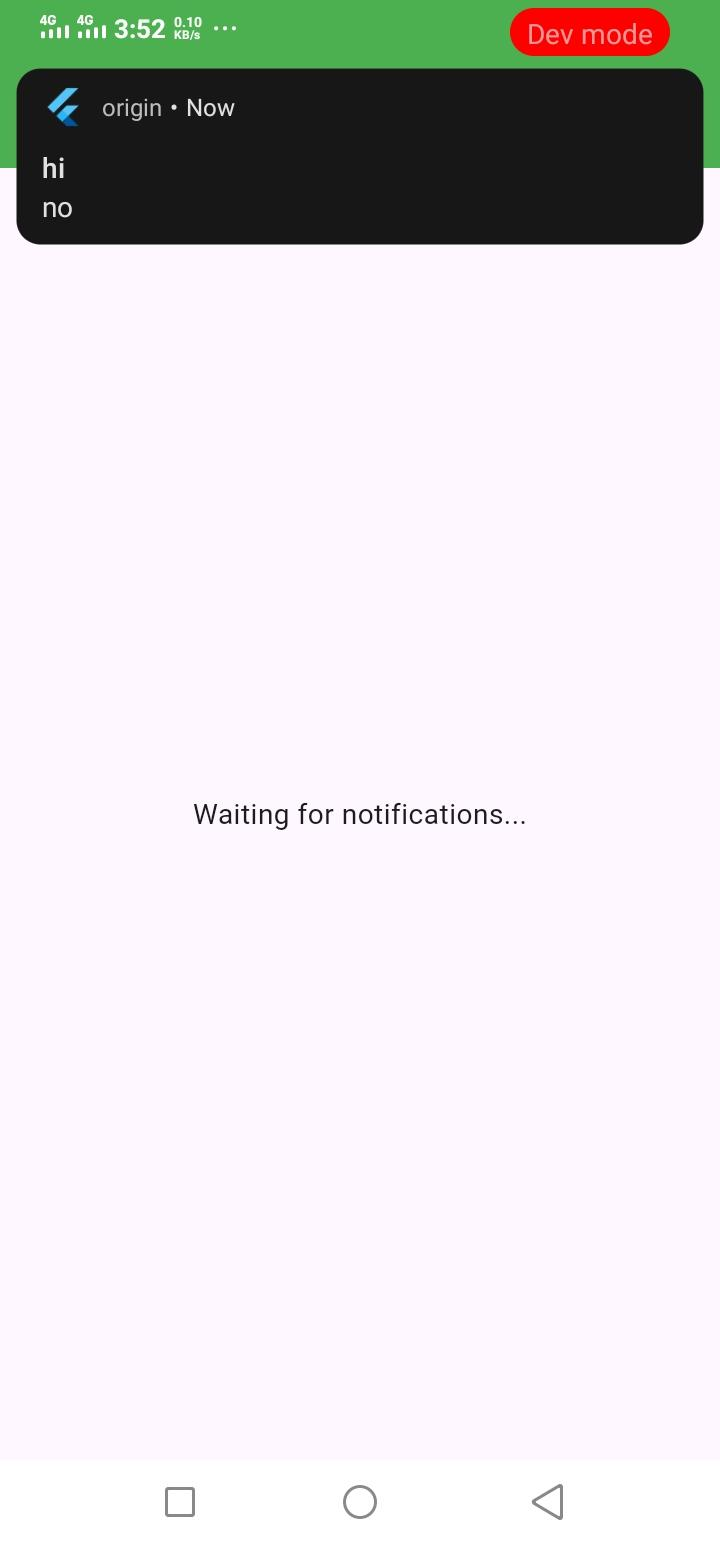 4G 4G 3:52 0.10 KB/s ... Dev mode
origin • Now
hi
no
Waiting for notifications...